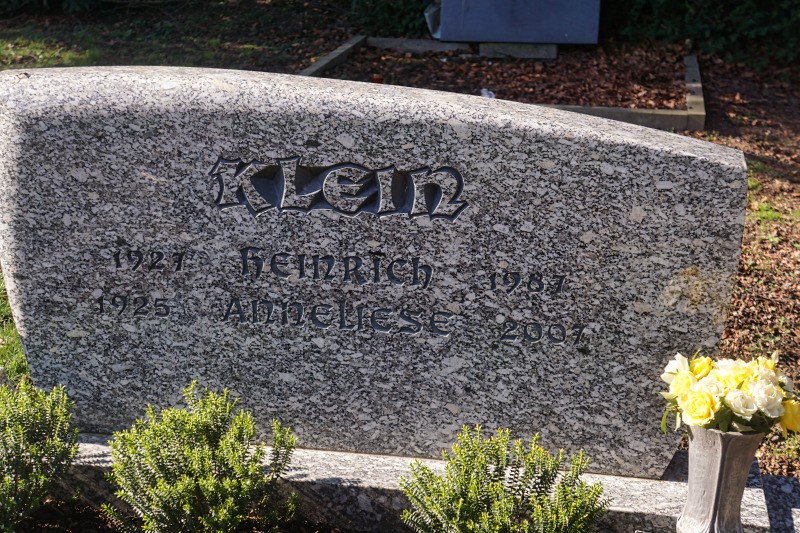 KLEIN
1927 HEINRICH 1987
1925 ANNELIESE 2007